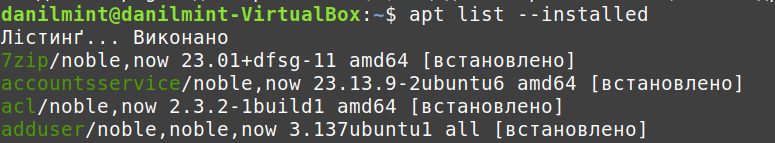 danilmint@danilmint-VirtualBox:~$ apt list --installed
Лістинґ... Виконано
7zip/noble,now 23.01+dfsg-11 amd64 [встановлено]
accountsservice/noble,now 23.13.9-2ubuntu6 amd64 [встановлено]
acl/noble,now 2.3.2-1build1 amd64 [встановлено]
adduser/noble,noble,now 3.137ubuntu1 all [встановлено]